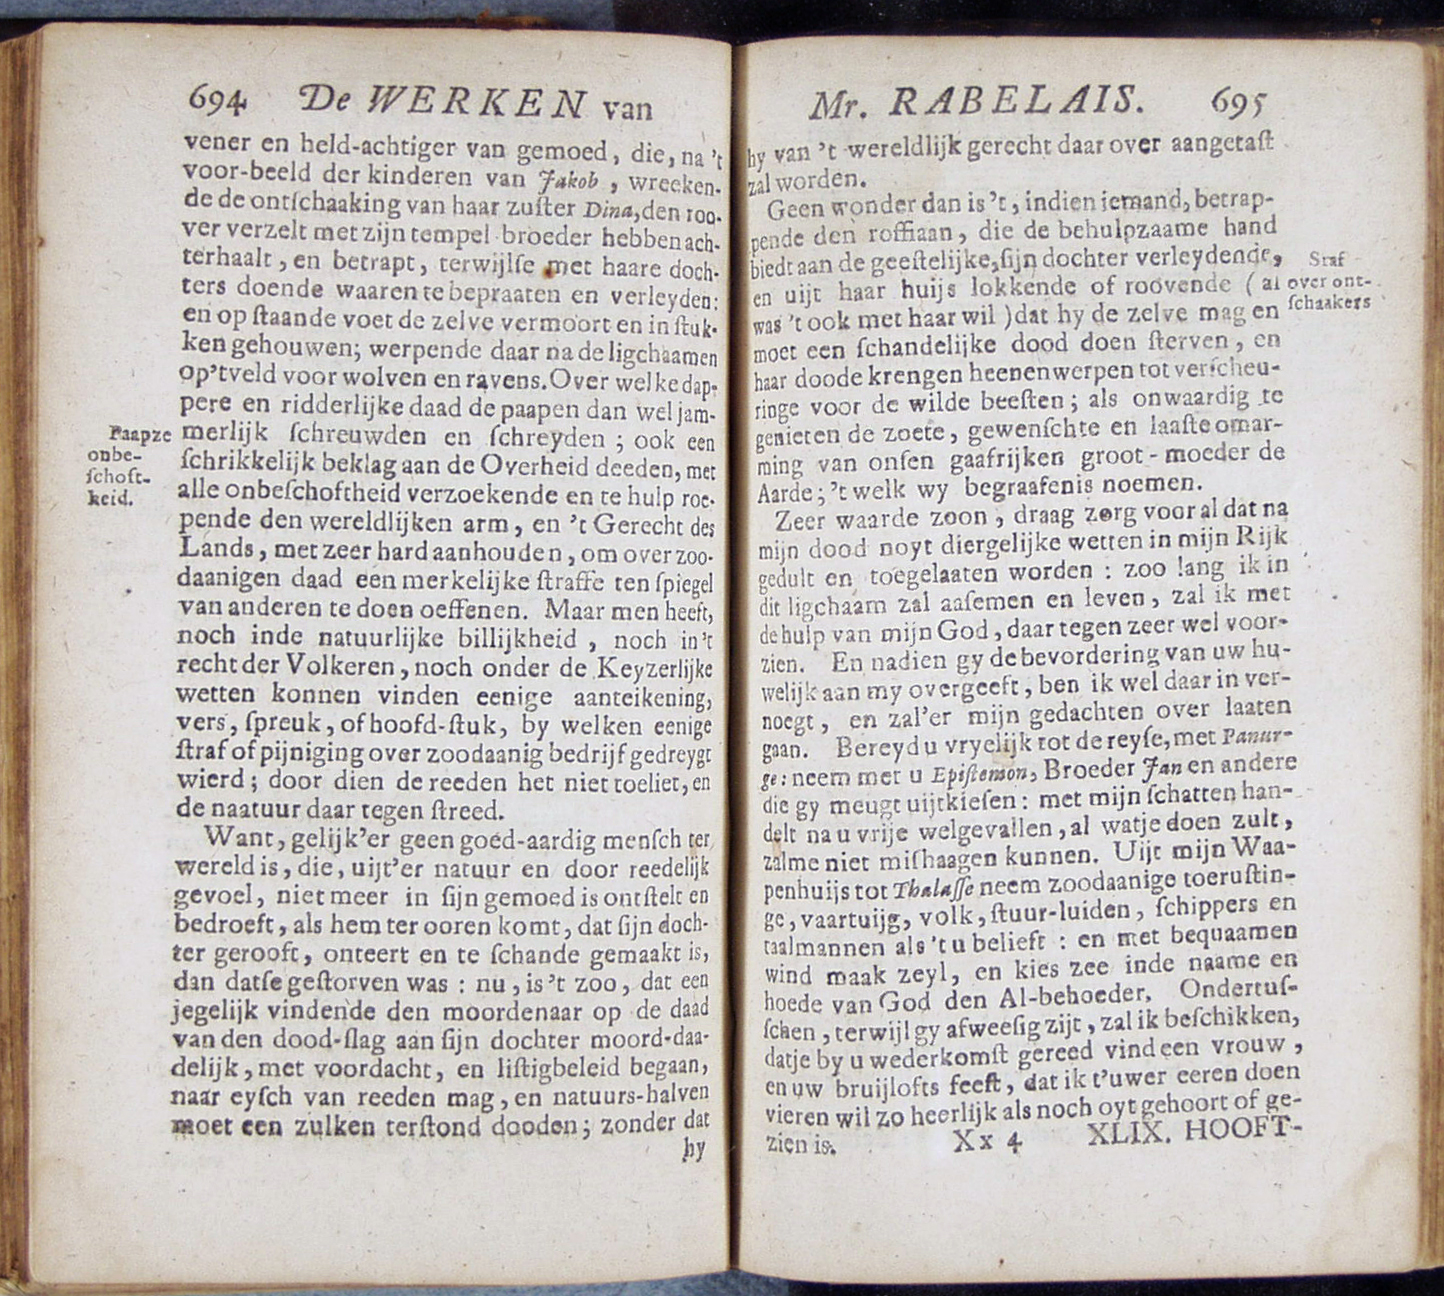 694 De WERKEN van
vener en held-achtiger van gemoed, die, na 't
voor-beeld der kinderen van Jakob, wreeken-
de de ontſchaaking van haar zuſter Dina, den roo-
ver verzelt met zijn tempel-broeder hebben ach-
terhaalt, en betrapt, terwijlſe met haare doch-
ters doende waaren te bepraaten en verleyden:
en op ſtaande voet de zelve vermoort en in ſtuk-
ken gehouwen; werpende daar na de ligchaamen
op't veld voor wolven en ravens. Over welke dap-
pere en ridderlijke daad de paapen dan wel jam-
merlijk ſchreuwden en ſchreyden; ook een
ſchrikkelijk beklag aan de Overheid deeden, met
alle onbeſchoftheid verzoekende en te hulp roe-
pende den wereldlijken arm, en 't Gerecht des
Lands, met zeer hard aanhouden, om over zoo-
daanigen daad een merkelijke ſtraffe ten ſpiegel
van anderen te doen oeffenen. Maar men heeft,
noch inde natuurlijke billijkheid, noch in't
recht der Volkeren, noch onder de Keyzerlijke
wetten konnen vinden eenige aanteikening,
vers, ſpreuk, of hoofd-ſtuk, by welken eenige
ſtraf of pijniging over zoodaanig bedrijf gedreygt
wierd; door dien de reeden het niet toeliet, en
de naatuur daar tegen ſtreed.
Want, gelijk'er geen goed-aardig menſch ter
wereld is, die, uijt'er natuur en door reedelijk
gevoel, niet meer in ſijn gemoed is ontſtelt en
bedroeft, als hem ter ooren komt, dat ſijn doch-
ter gerooft, onteert en te ſchande gemaakt is,
dan datſe geſtorven was: nu, is 't zoo, dat een
jegelijk vindende den moordenaar op de daad
van den dood-ſlag aan ſijn dochter moord-daa-
delijk, met voordacht, en liſtigbeleid begaan,
naar eyſch van reeden mag, en natuurs-halven
moet een zulken terſtond dooden; zonder dat
hy
Paapze
onbe-
ſchoft-
heid.
Mr. RABELAIS. 695
hy van 't wereldlijk gerecht daar over aangetaſt
zal worden.
Geen wonder dan is 't, indien iemand, betrap-
pende den roffiaan, die de behulpzaame hand
biedt aan de geeſtelijke, ſijn dochter verleydende,
en uijt haar huijs lokkende of roovende (al
was 't ook met haar wil) dat hy de zelve mag en
moet een ſchandelijke dood doen ſterven, en
haar doode krengen heenen werpen tot verſcheu-
ringe voor de wilde beeſten; als onwaardig te
genieten de zoete, gewenſchte en laaſte omar-
ming van onſen gaafrijken groot-moeder de
Aarde; 't welk wy begraafenis noemen.
Zeer waarde zoon, draag zorg voor al dat na
mijn dood noyt diergelijke wetten in mijn Rijk
gedult en toegelaaten worden: zoo lang ik in
dit ligchaam zal aaſemen en leven, zal ik met
de hulp van mijn God, daar tegen zeer wel voor-
zien. En nadien gy de bevordering van uw hu-
welijk aan my overgeeft, ben ik wel daar in ver-
noegt, en zal'er mijn gedachten over laaten
gaan. Bereyd u vryelijk tot de reyſe, met Panur-
ge: neem met u Epiſtemon, Broeder Jan en andere
die gy meugt uijtkieſen: met mijn ſchatten han-
delt na u vrije welgevallen, al watje doen zult,
zal me niet miſhaagen kunnen. Uijt mijn Waa-
penhuijs tot Thalaſſe neem zoodaanige toeruſtin-
ge, vaartuijg, volk, ſtuur-luiden, ſchippers en
taalmannen als 't u belieft: en met bequaamen
wind maak zeyl, en kies zee inde naame en
hoede van God den Al-behoeder. Ondertuſ-
ſchen, terwijl gy afweeſig zijt, zal ik beſchikken,
datje by u wederkomſt gereed vind een vrouw,
en uw bruijlofts feeſt, dat ik t'uwer eeren doen
vieren wil zo heerlijk als noch oyt gehoort of ge-
zien is.
Xx 4 XLIX. HOOFT-
Straf
over ont-
ſchaakers